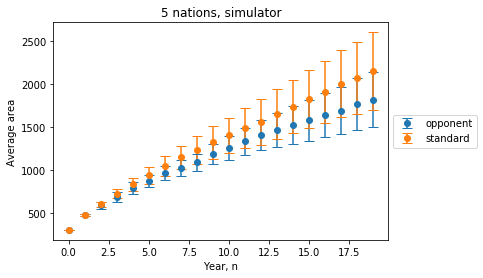 5 nations, simulator
2500
2000
1500
1000
500
Average area
opponent
standard
0.0 2.5 5.0 7.5 10.0 12.5 15.0 17.5
Year, n